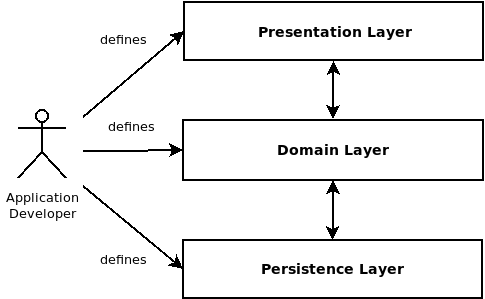 defines
Presentation Layer
defines
Domain Layer
Application
Developer
defines
Persistence Layer